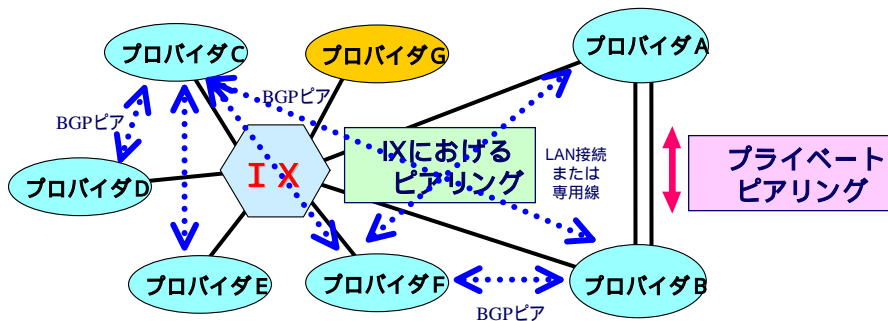 プロバイダC
プロバイダG
プロバイダA
BGPピア
BGPピア
IXにおける
ピアリング
LAN接続
または
専用線
プライベート
ピアリング
IX
プロバイダD
プロバイダE
プロバイダF
プロバイダB
BGPピア